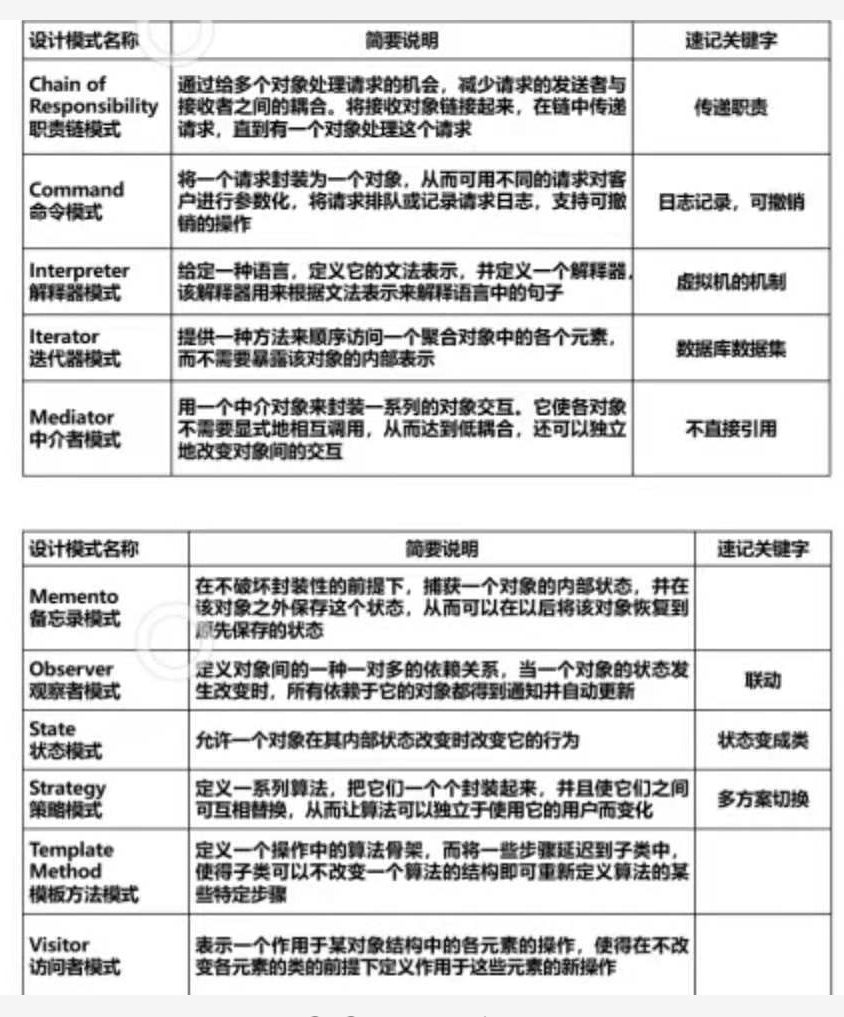 设计模式名称 简要说明 速记关键字
Chain of
Responsibility
职责链模式
通过给多个对象处理请求的机会，减少请求的发送者与
接收者之间的耦合。将接收对象链接起来，在链中传递
请求，直到有一个对象处理这个请求
传递职责
Command
命令模式
将一个请求封装为一个对象，从而可用不同的请求对客
户进行参数化，将请求排队或记录请求日志，支持可撤
销的操作
日志记录，可撤销
Interpreter
解释器模式
给定一种语言，定义它的文法表示，并定义一个解释器，
该解释器用来根据文法表示来解释语言中的句子
虚拟机的机制
Iterator
迭代器模式
提供一种方法来顺序访问一个聚合对象中的各个元素，
而不需要暴露该对象的内部表示
数据库数据集
Mediator
中介者模式
用一个中介对象来封装一系列的对象交互。它使各对象
不需要显式地相互调用，从而达到低耦合，还可以独立
地改变对象间的交互
不直接引用
设计模式名称 简要说明 速记关键字
Memento
备忘录模式
在不破坏封装性的前提下，捕获一个对象的内部状态，并在
该对象之外保存这个状态，从而可以在以后将该对象恢复到
原先保存的状态
Observer
观察者模式
定义对象间的一种一对多的依赖关系，当一个对象的状态发
生改变时，所有依赖于它的对象都得到通知并自动更新
联动
State
状态模式
允许一个对象在其内部状态改变时改变它的行为
状态变成类
Strategy
策略模式
定义一系列算法，把它们一个个封装起来，并且使它们之间
可互相替换，从而让算法可以独立于使用它的用户而变化
多方案切换
Template
Method
模板方法模式
定义一个操作中的算法骨架，而将一些步骤延迟到子类中，
使得子类可以不改变一个算法的结构即可重新定义算法的某
些特定步骤
Visitor
访问者模式
表示一个作用于某对象结构中的各元素的操作，使得在不改
变各元素的类的前提下定义作用于这些元素的新操作